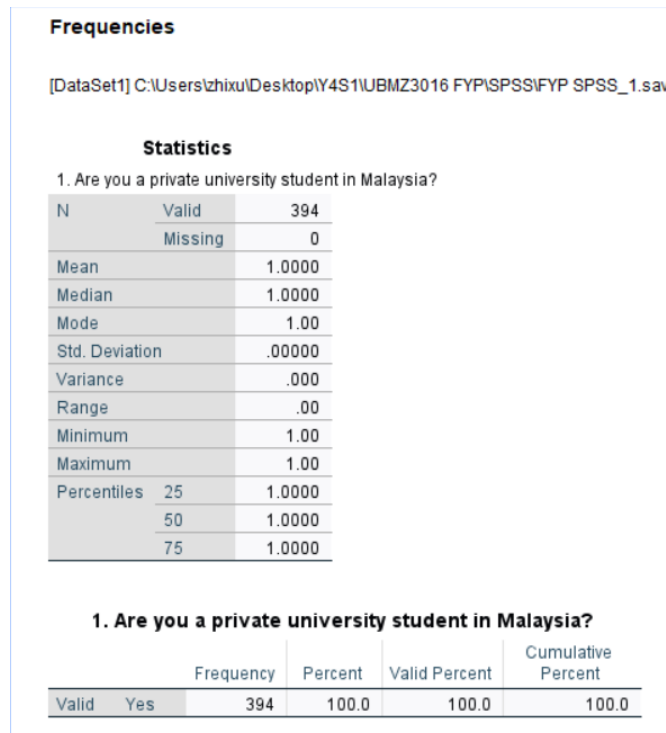 Frequencies
[DataSet1] C:\Users\zhixu\Desktop\Y4S1\UBMZ3016 FYP\SPSS\FYP SPSS_1.sav
Statistics
1. Are you a private university student in Malaysia?
N Valid 394
Missing 0
Mean 1.0000
Median 1.0000
Mode 1.00
Std. Deviation .00000
Variance .000
Range .00
Minimum 1.00
Maximum 1.00
Percentiles 25 1.0000
50 1.0000
75 1.0000
1. Are you a private university student in Malaysia?
Frequency Percent Valid Percent Cumulative Percent
Valid Yes 394 100.0 100.0 100.0